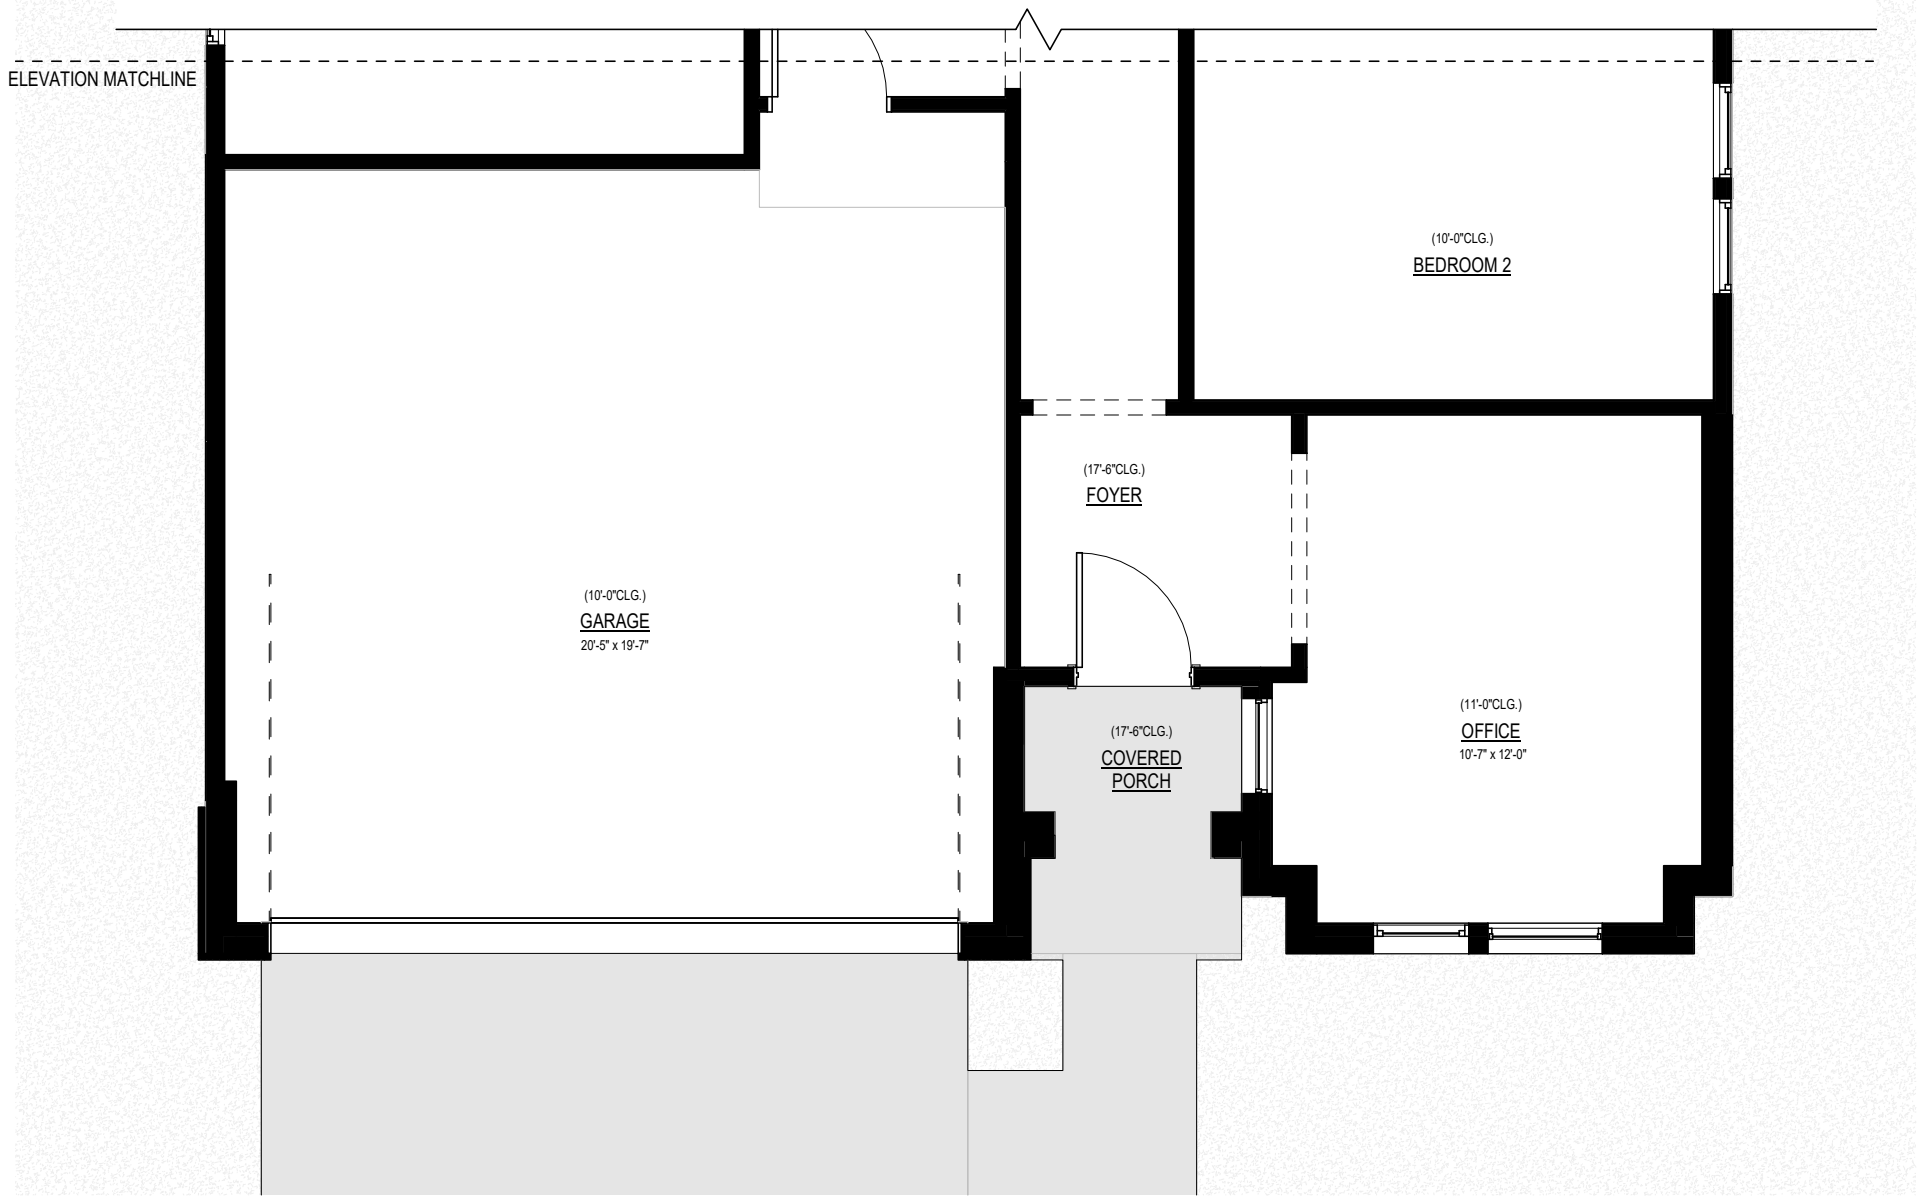 ELEVATION MATCHLINE
(10'-0"CLG.)
BEDROOM 2
(17'-6"CLG.)
FOYER
(10'-0"CLG.)
GARAGE
20'-5" x 19'-7"
(17'-6"CLG.)
COVERED
PORCH
(11'-0"CLG.)
OFFICE
10'-7" x 12'-0"